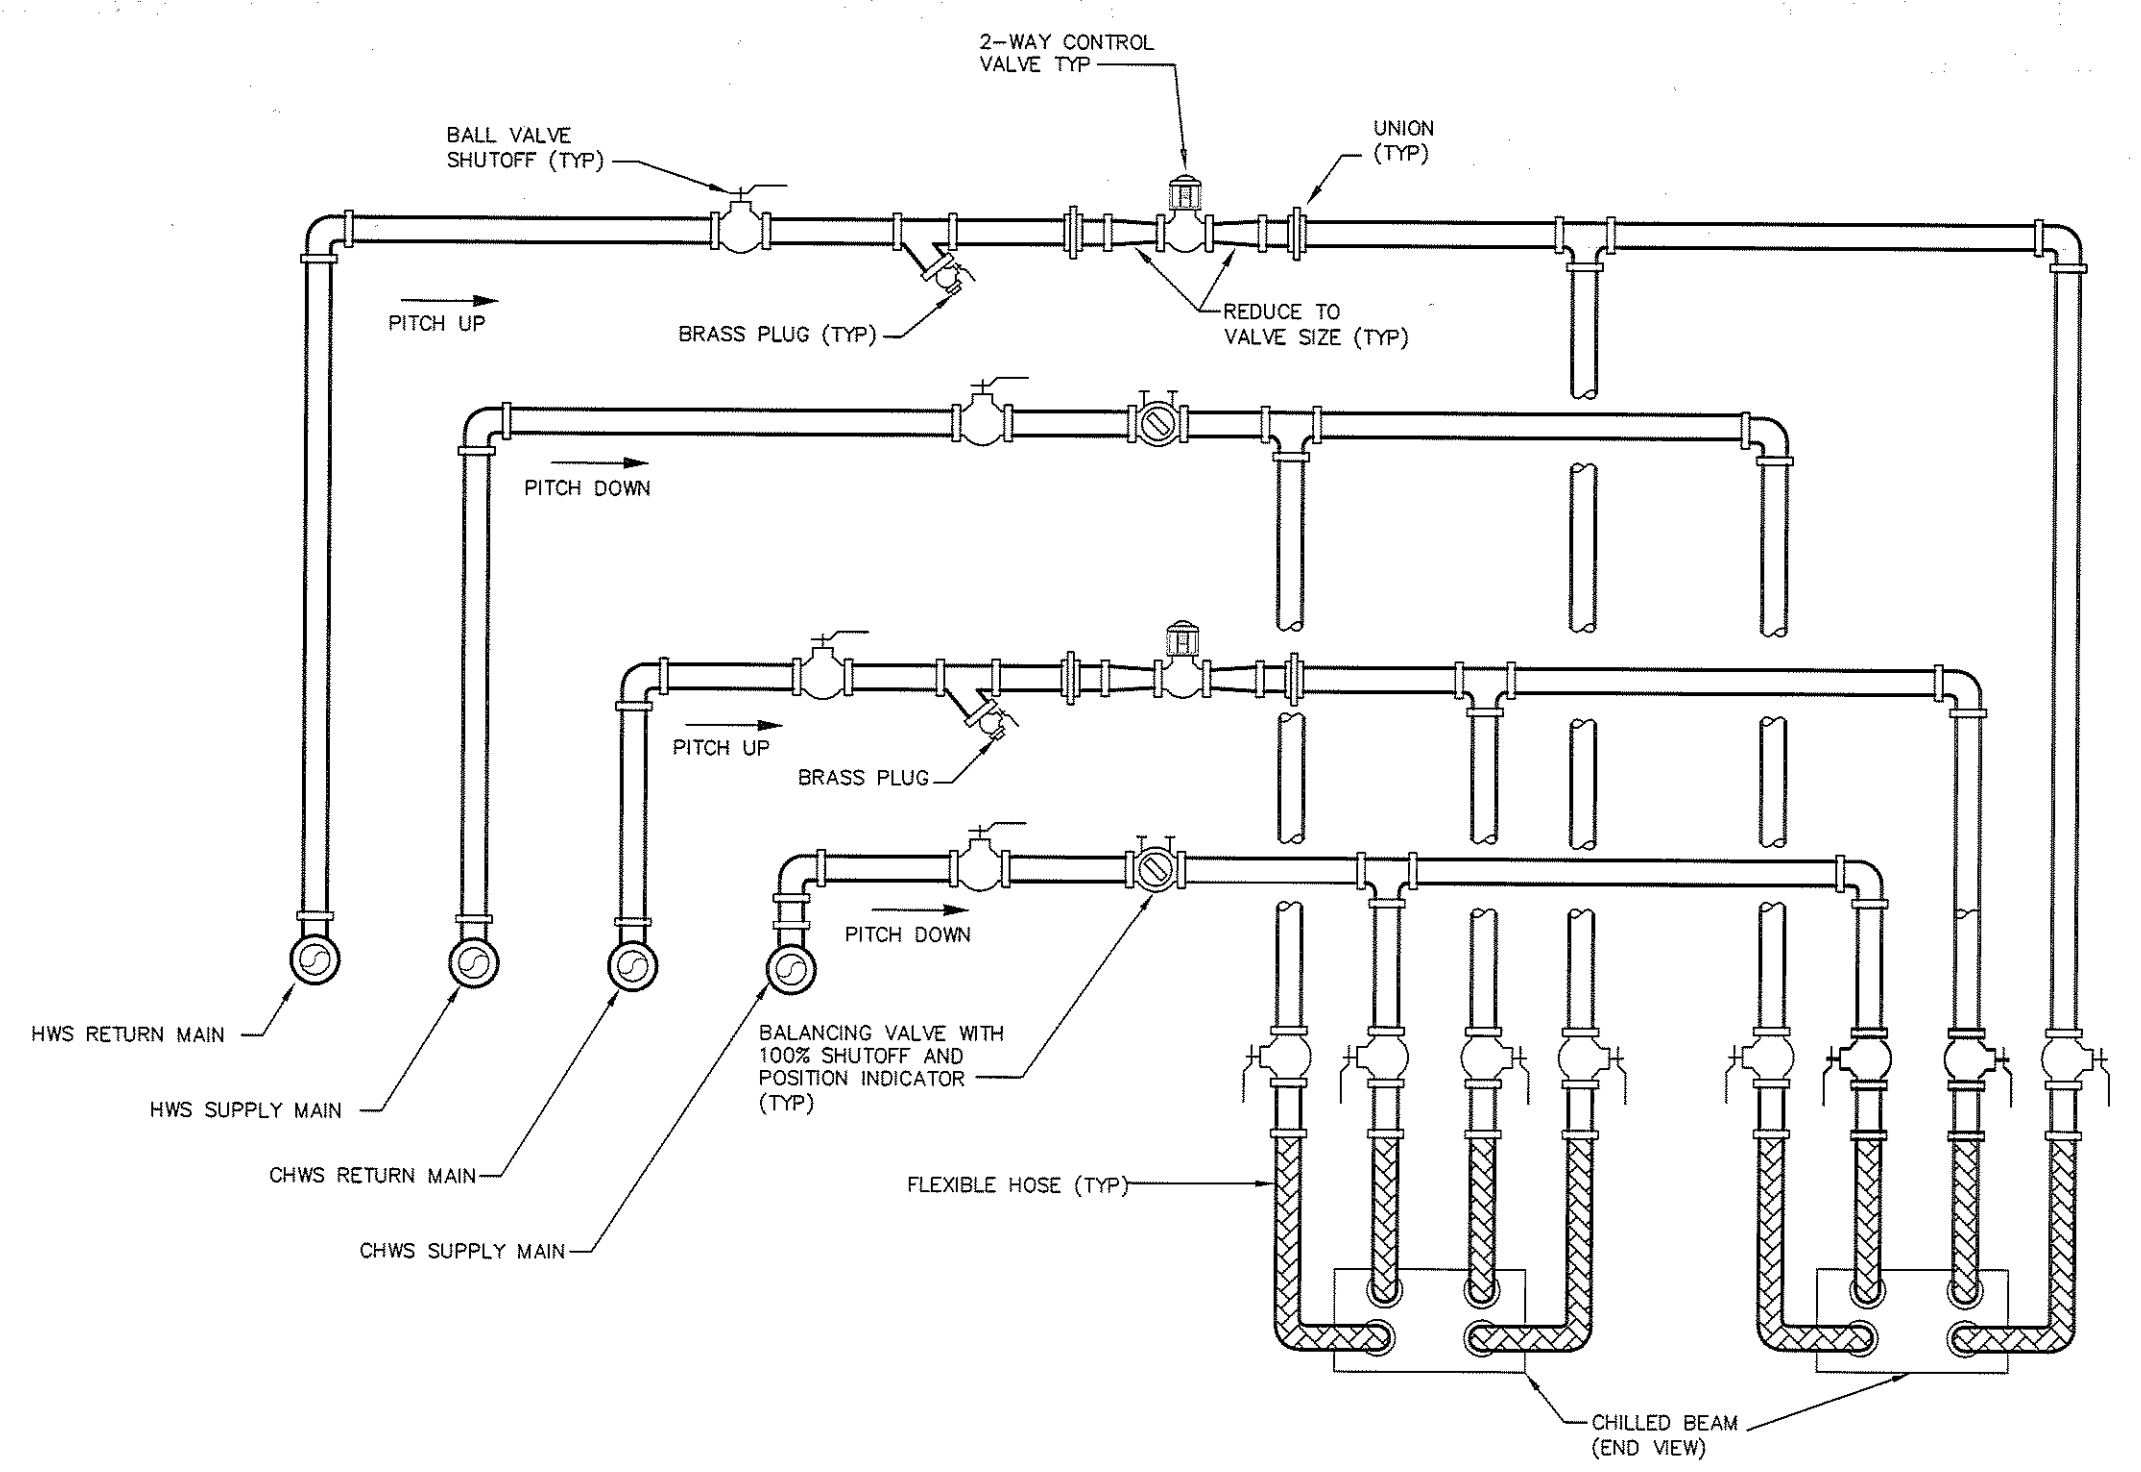 2-WAY CONTROL
VALVE TYP
BALL VALVE
SHUTOFF (TYP)
UNION
(TYP)
PITCH UP
BRASS PLUG (TYP)
REDUCE TO
VALVE SIZE (TYP)
PITCH DOWN
PITCH UP
BRASS PLUG
PITCH DOWN
HWS RETURN MAIN
BALANCING VALVE WITH
100% SHUTOFF AND
POSITION INDICATOR
(TYP)
HWS SUPPLY MAIN
CHWS RETURN MAIN
FLEXIBLE HOSE (TYP)
CHWS SUPPLY MAIN
CHILLED BEAM
(END VIEW)